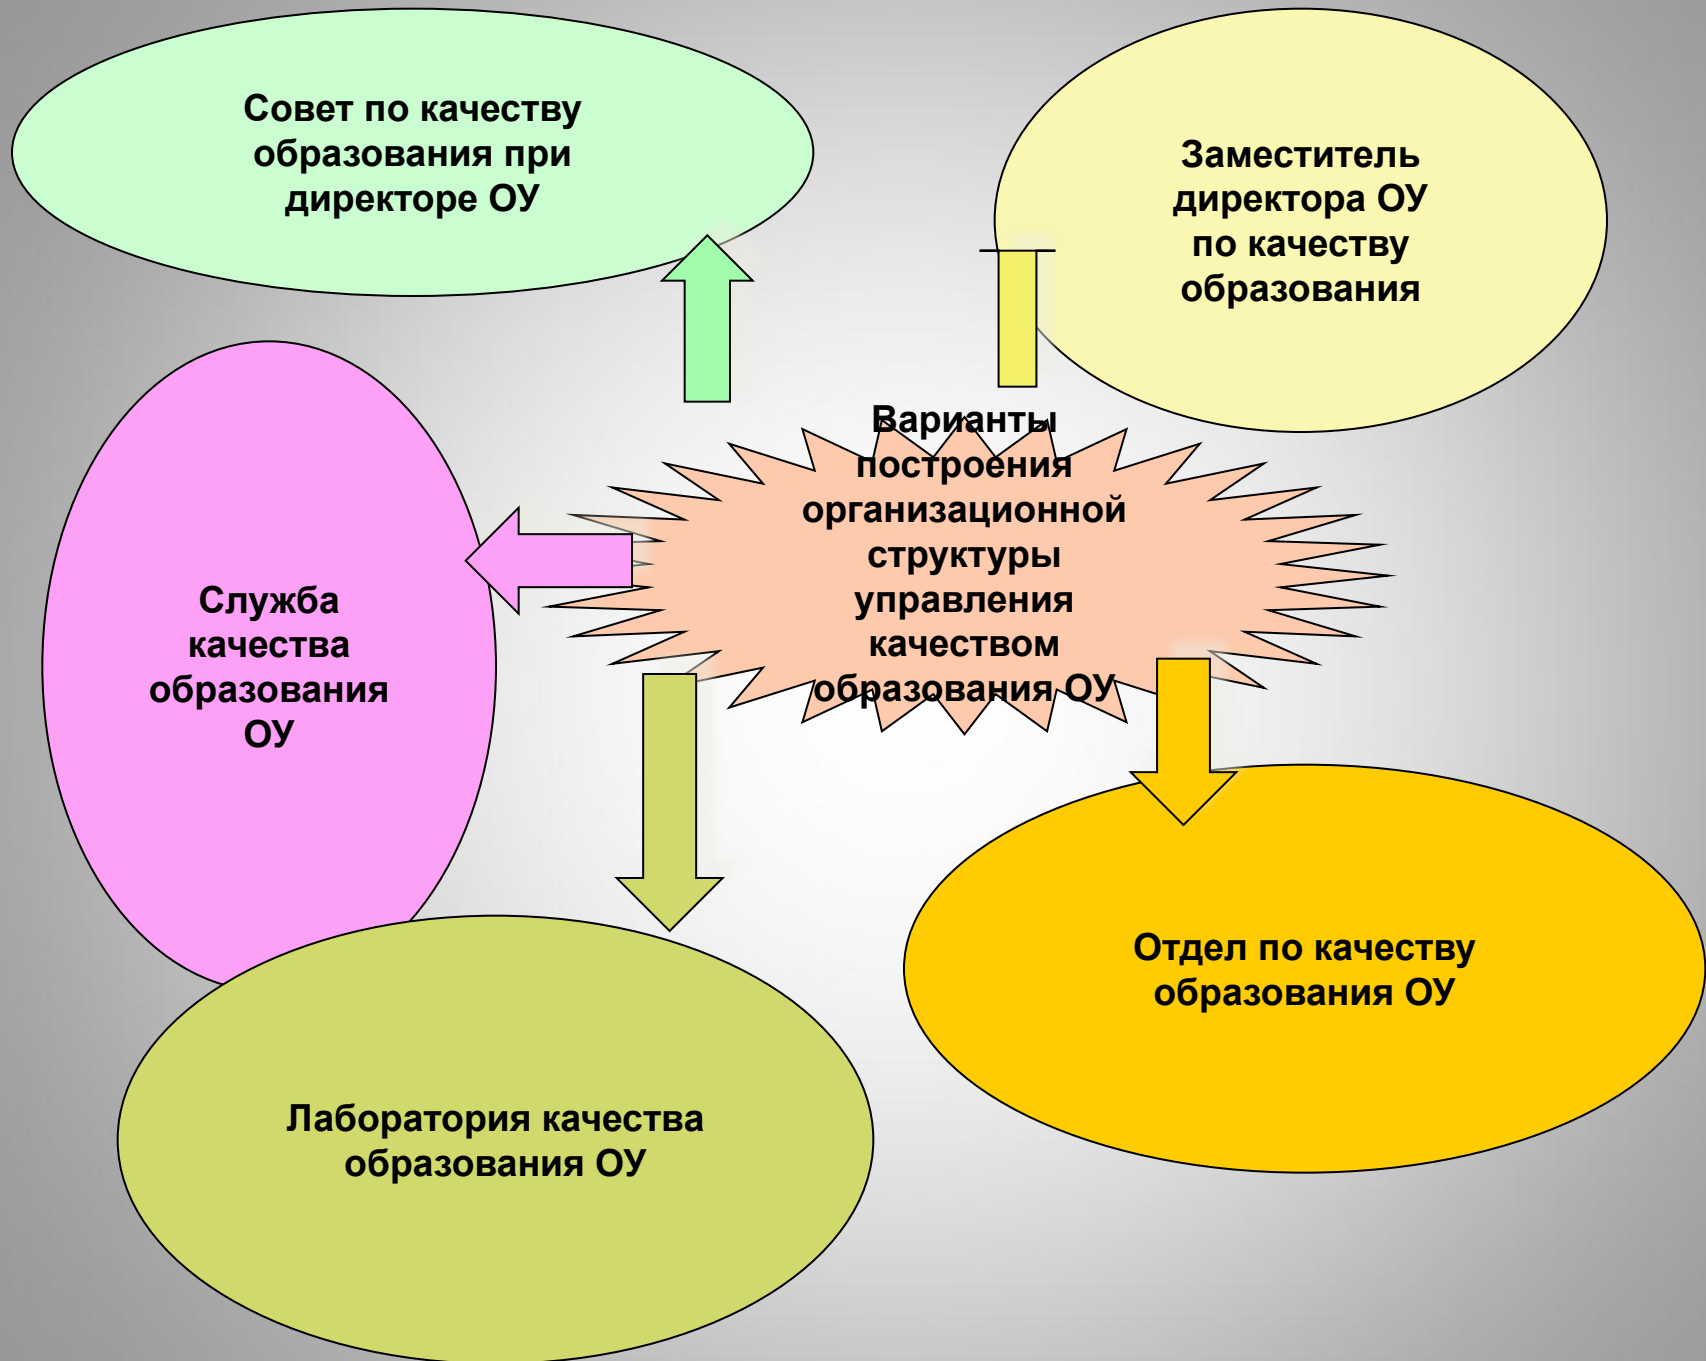 Совет по качеству
образования при
директоре ОУ
Заместитель
директора ОУ
по качеству
образования
Варианты
построения
организационной
структуры
управления
качеством
образования ОУ
Служба
качества
образования
ОУ
Отдел по качеству
образования ОУ
Лаборатория качества
образования ОУ